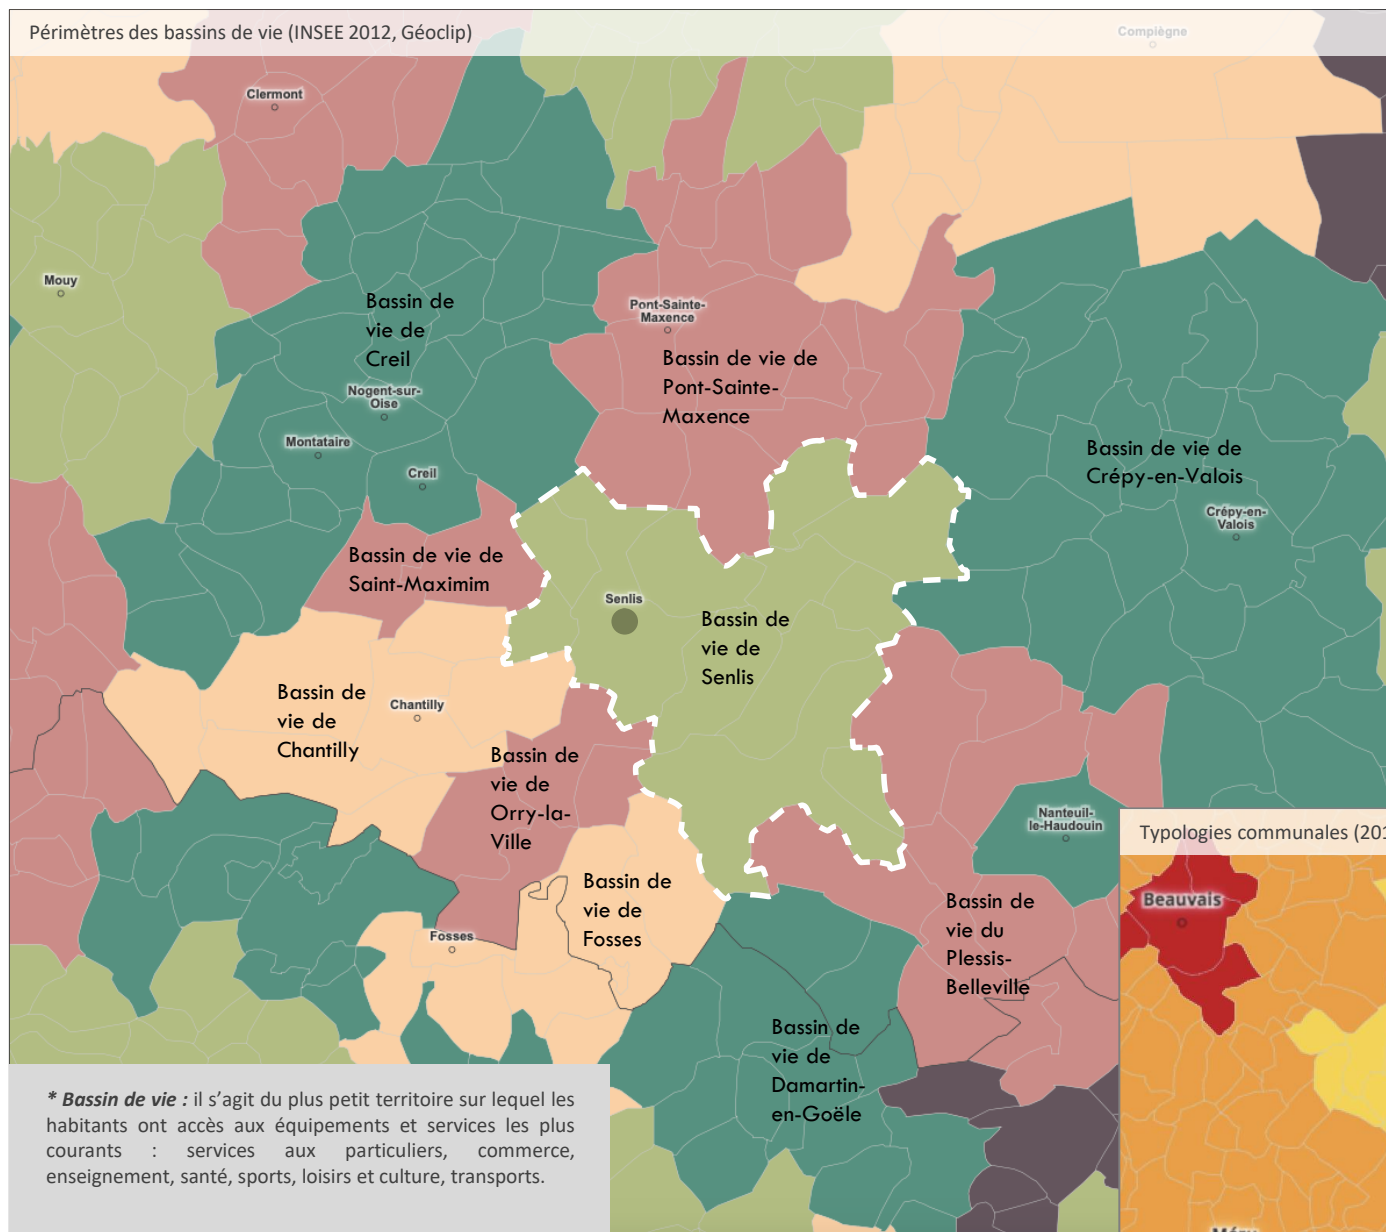 Périmètres des bassins de vie (INSEE 2012, Géoclip)
Compiègne
Clermont
Mouy
Bassin de
vie de
Creil
Pont-Sainte-
Maxence
Bassin de vie de
Pont-Sainte-
Maxence
Nogent-sur-
Oise
Montataire
Creil
Bassin de vie de
Crépy-en-Valois
Crépy-en-
Valois
Bassin de vie de
Saint-Maximim
Senlis
Bassin de
vie de
Senlis
Bassin de
vie de
Chantilly
Chantilly
Bassin de
vie de
Orry-la-
Ville
Nanteuil-
le-Haudouin
Typologies communales (201
Bassin de
vie de
Fosses
Fosses
Bassin de
vie du
Plessis-
Belleville
Beauvais
Bassin de
vie de
Damartin-
en-Goële
* Bassin de vie : il s’agit du plus petit territoire sur lequel les
habitants ont accès aux équipements et services les plus
courants : services aux particuliers, commerce,
enseignement, santé, sports, loisirs et culture, transports.